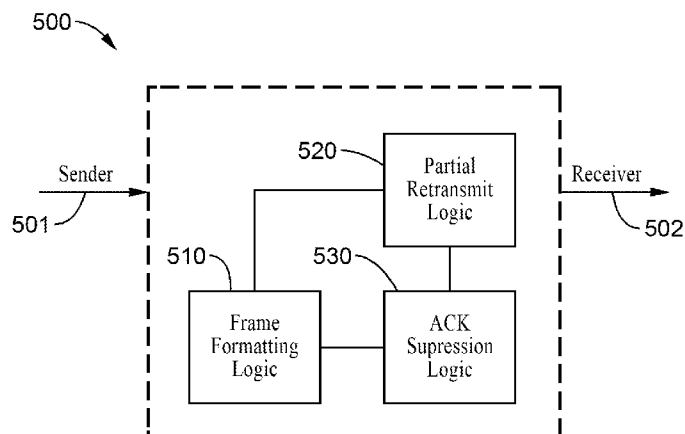 500
520
Sender
Partial
Retransmit
Logic
Receiver
501
502
510
530
Frame
Formatting
Logic
ACK
Supression
Logic